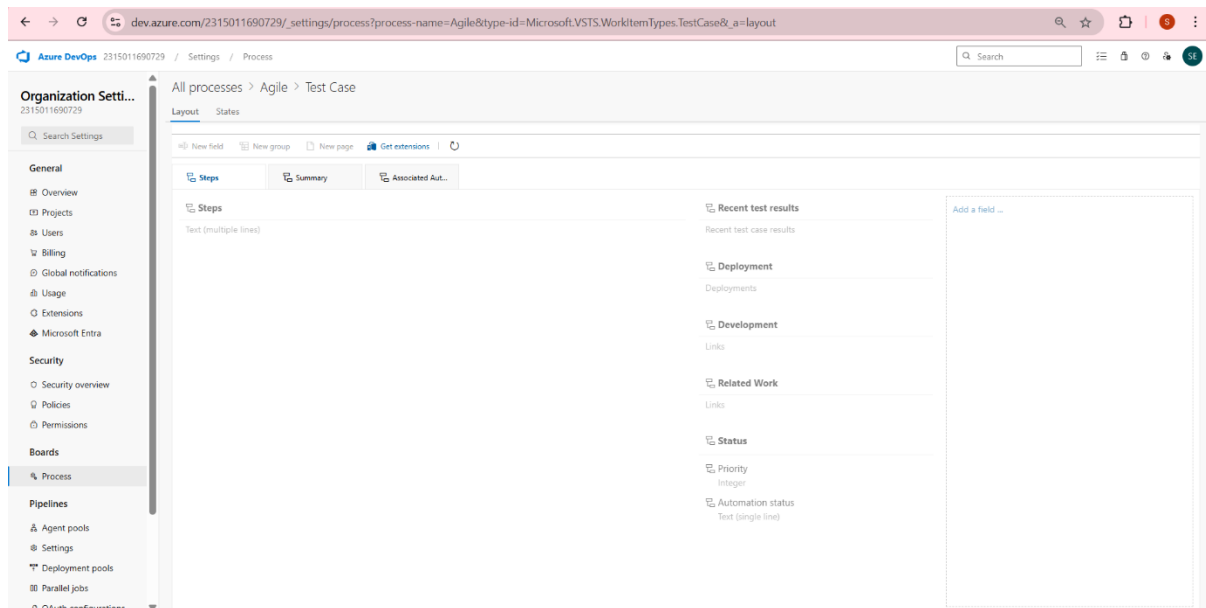 dev.azure.com/2315011690729/_settings/process?process-name=Agile&type-id=Microsoft.VSTS.WorkItemTypes.TestCase&_a=layout
S
Azure DevOps 2315011690729 / Settings / Process
Search
SE
Organization Setti...
2315011690729
Search Settings
General
Overview
Projects
Users
Billing
Global notifications
Usage
Extensions
Microsoft Entra
Security
Security overview
Policies
Permissions
Boards
Process
Pipelines
Agent pools
Settings
Deployment pools
Parallel jobs
OAuth configurations
All processes > Agile > Test Case
Layout States
New field New group New page Get extensions
Steps Summary Associated Aut...
Steps
Text (multiple lines)
Recent test results
Recent test case results
Deployment
Deployments
Development
Links
Related Work
Links
Status
Priority
Integer
Automation status
Text (single line)
Add a field ...